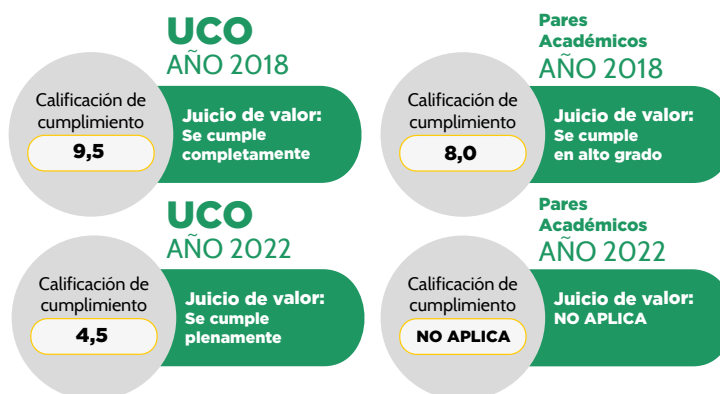 UCO
AÑO 2018
Calificación de
cumplimiento
9,5
Juicio de valor:
Se cumple
completamente
Pares
Académicos
AÑO 2018
Calificación de
cumplimiento
8,0
Juicio de valor:
Se cumple
en alto grado
UCO
AÑO 2022
Calificación de
cumplimiento
4,5
Juicio de valor:
Se cumple
plenamente
Pares
Académicos
AÑO 2022
Calificación de
cumplimiento
NO APLICA
Juicio de valor:
NO APLICA